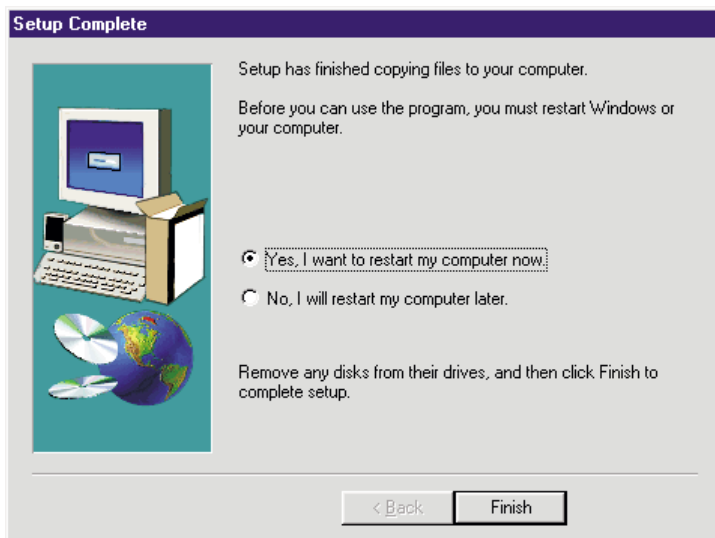 Setup Complete
Setup has finished copying files to your computer.
Before you can use the program, you must restart Windows or
your computer.
Yes, I want to restart my computer now.
No, I will restart my computer later.
Remove any disks from their drives, and then click Finish to
complete setup.
< Back
Finish